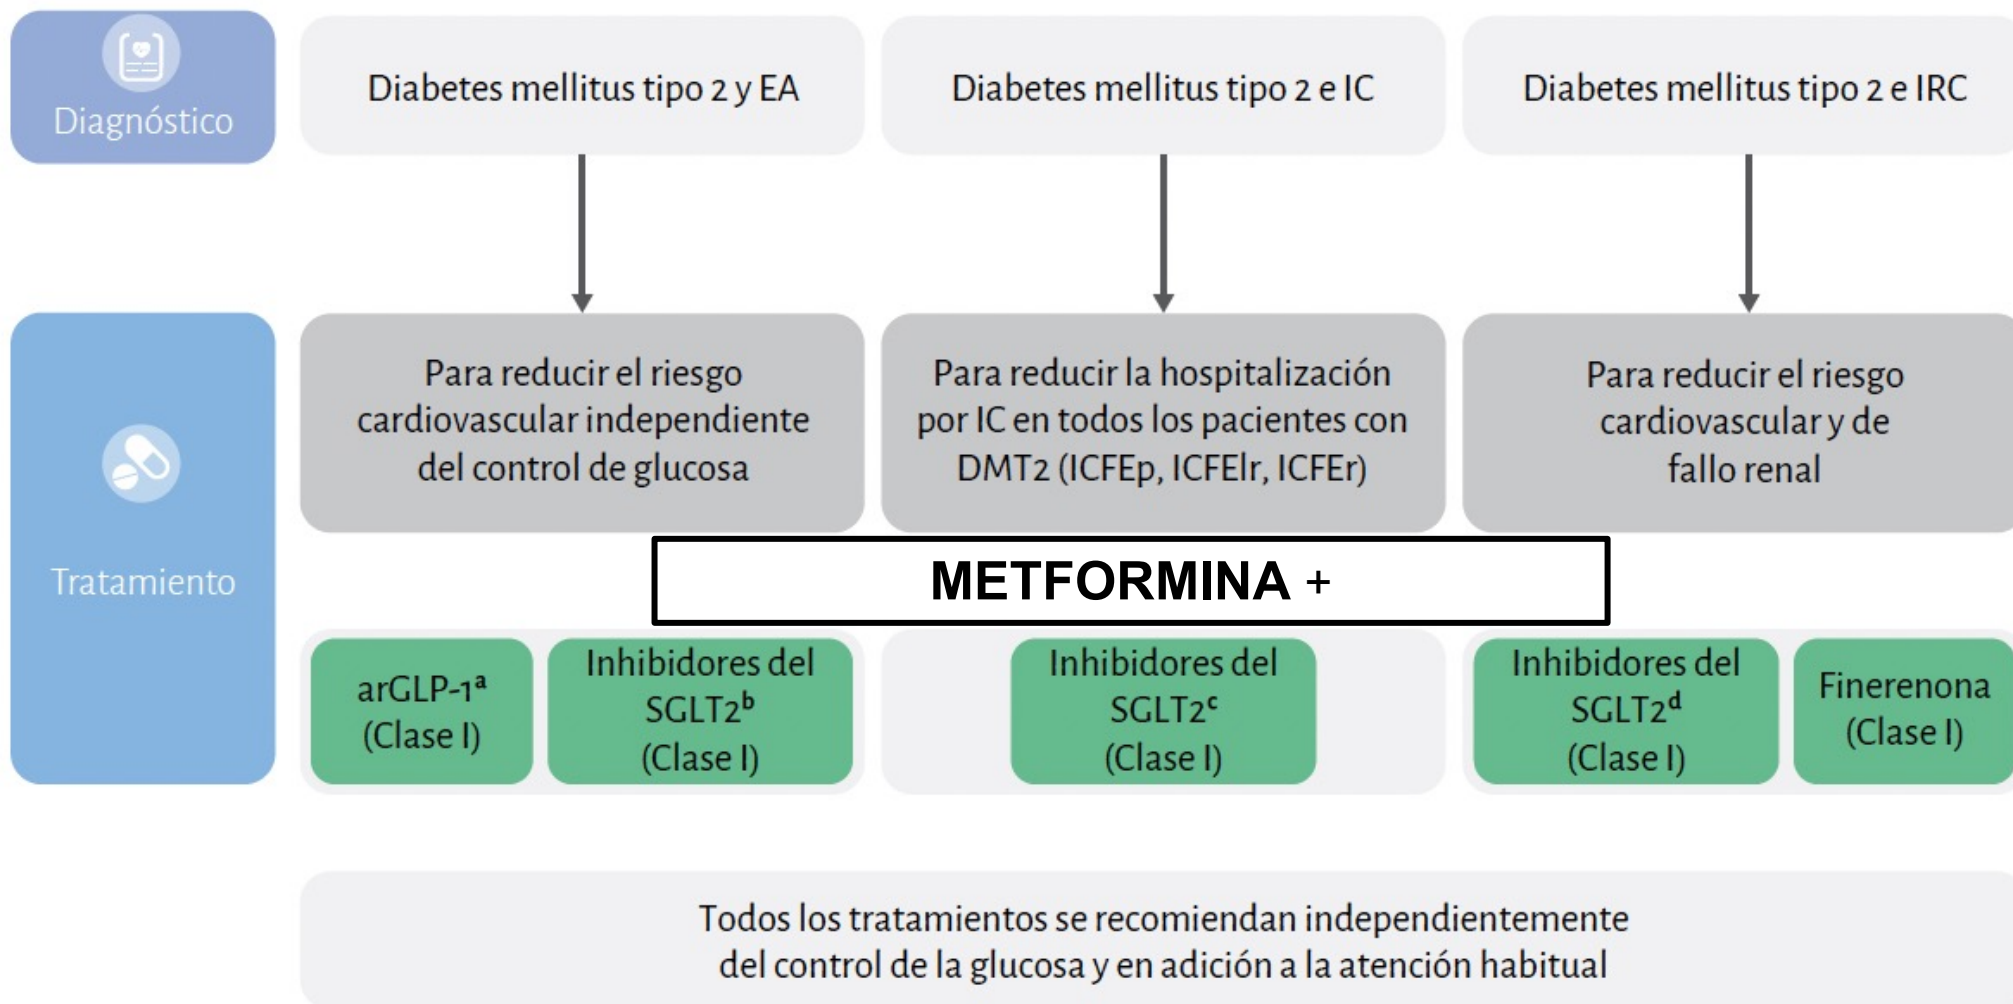 Diagnóstico
Diabetes mellitus tipo 2 y EA
Diabetes mellitus tipo 2 e IC
Diabetes mellitus tipo 2 e IRC
Tratamiento
Para reducir el riesgo
cardiovascular independiente
del control de glucosa
Para reducir la hospitalización
por IC en todos los pacientes con
DMT2 (ICFEp, ICFElr, ICFEr)
Para reducir el riesgo
cardiovascular y de
fallo renal
METFORMINA +
arGLP-1ᵃ
(Clase I)
Inhibidores del
SGLT2ᵇ
(Clase I)
Inhibidores del
SGLT2ᶜ
(Clase I)
Inhibidores del
SGLT2ᵈ
(Clase I)
Finerenona
(Clase I)
Todos los tratamientos se recomiendan independientemente
del control de la glucosa y en adición a la atención habitual